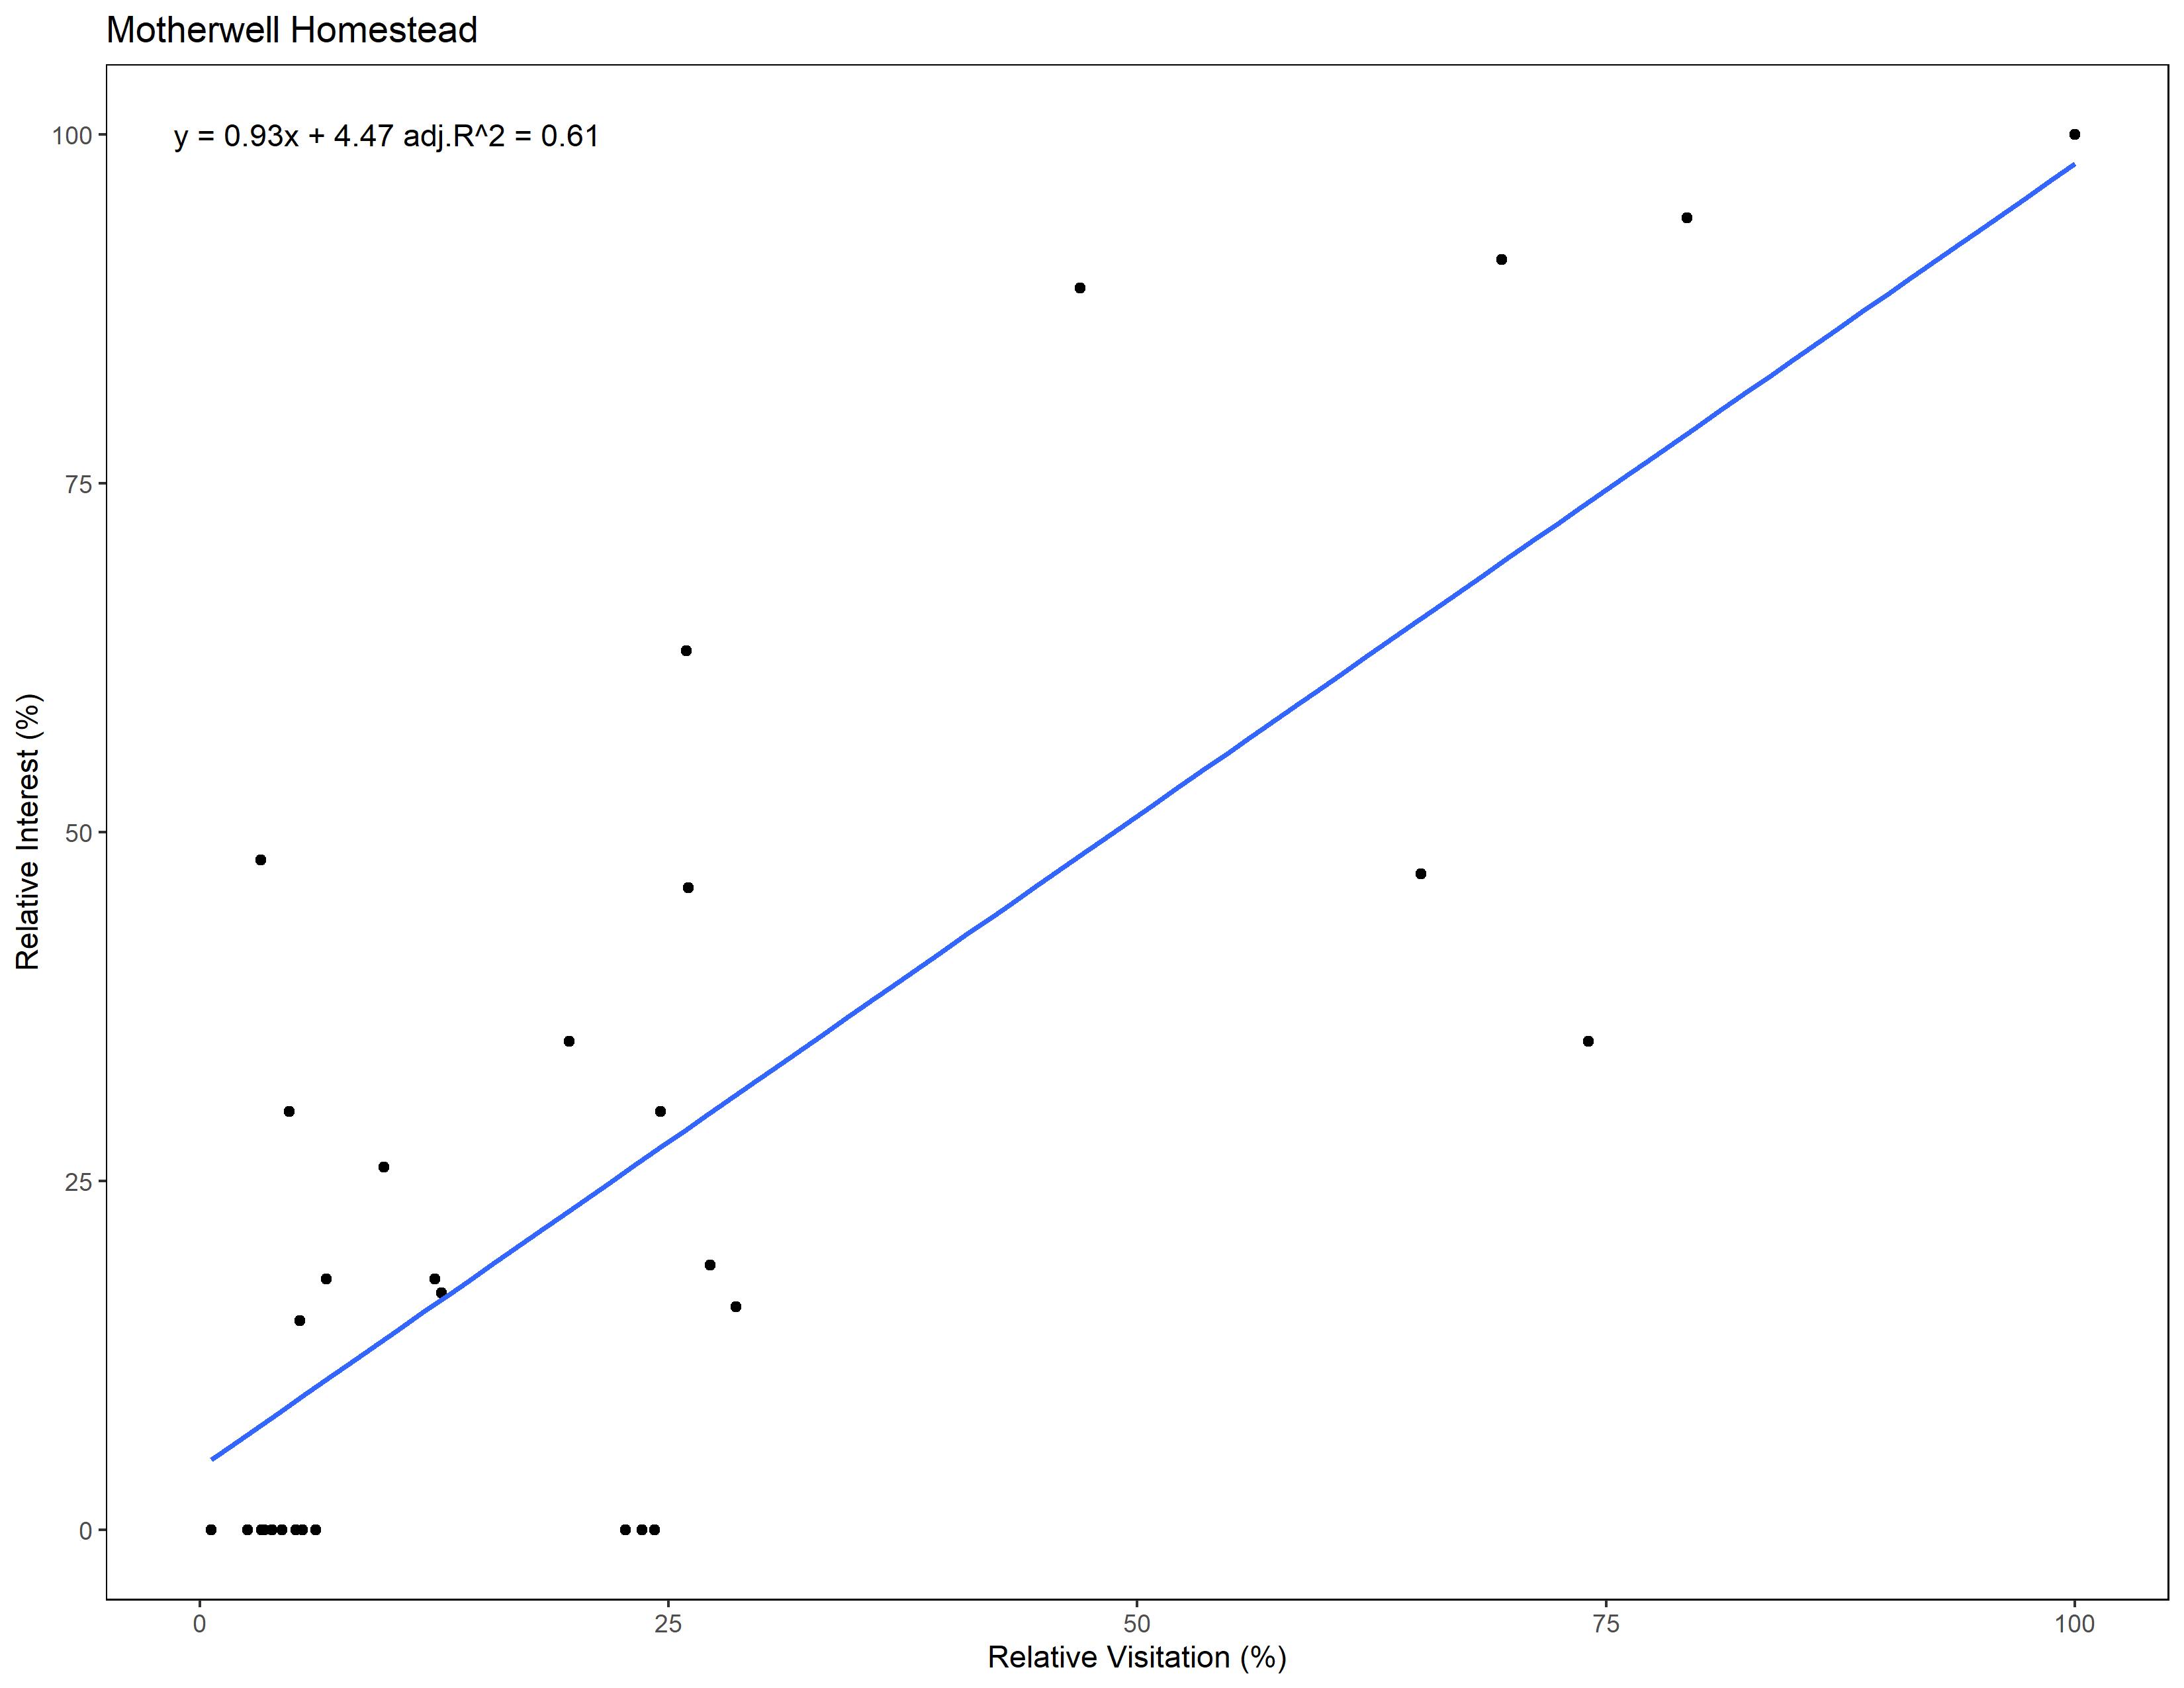 Motherwell Homestead
y = 0.93x + 4.47 adj.R^2 = 0.61
100
75
50
25
0
Relative Interest (%)
0
25
50
75
100
Relative Visitation (%)